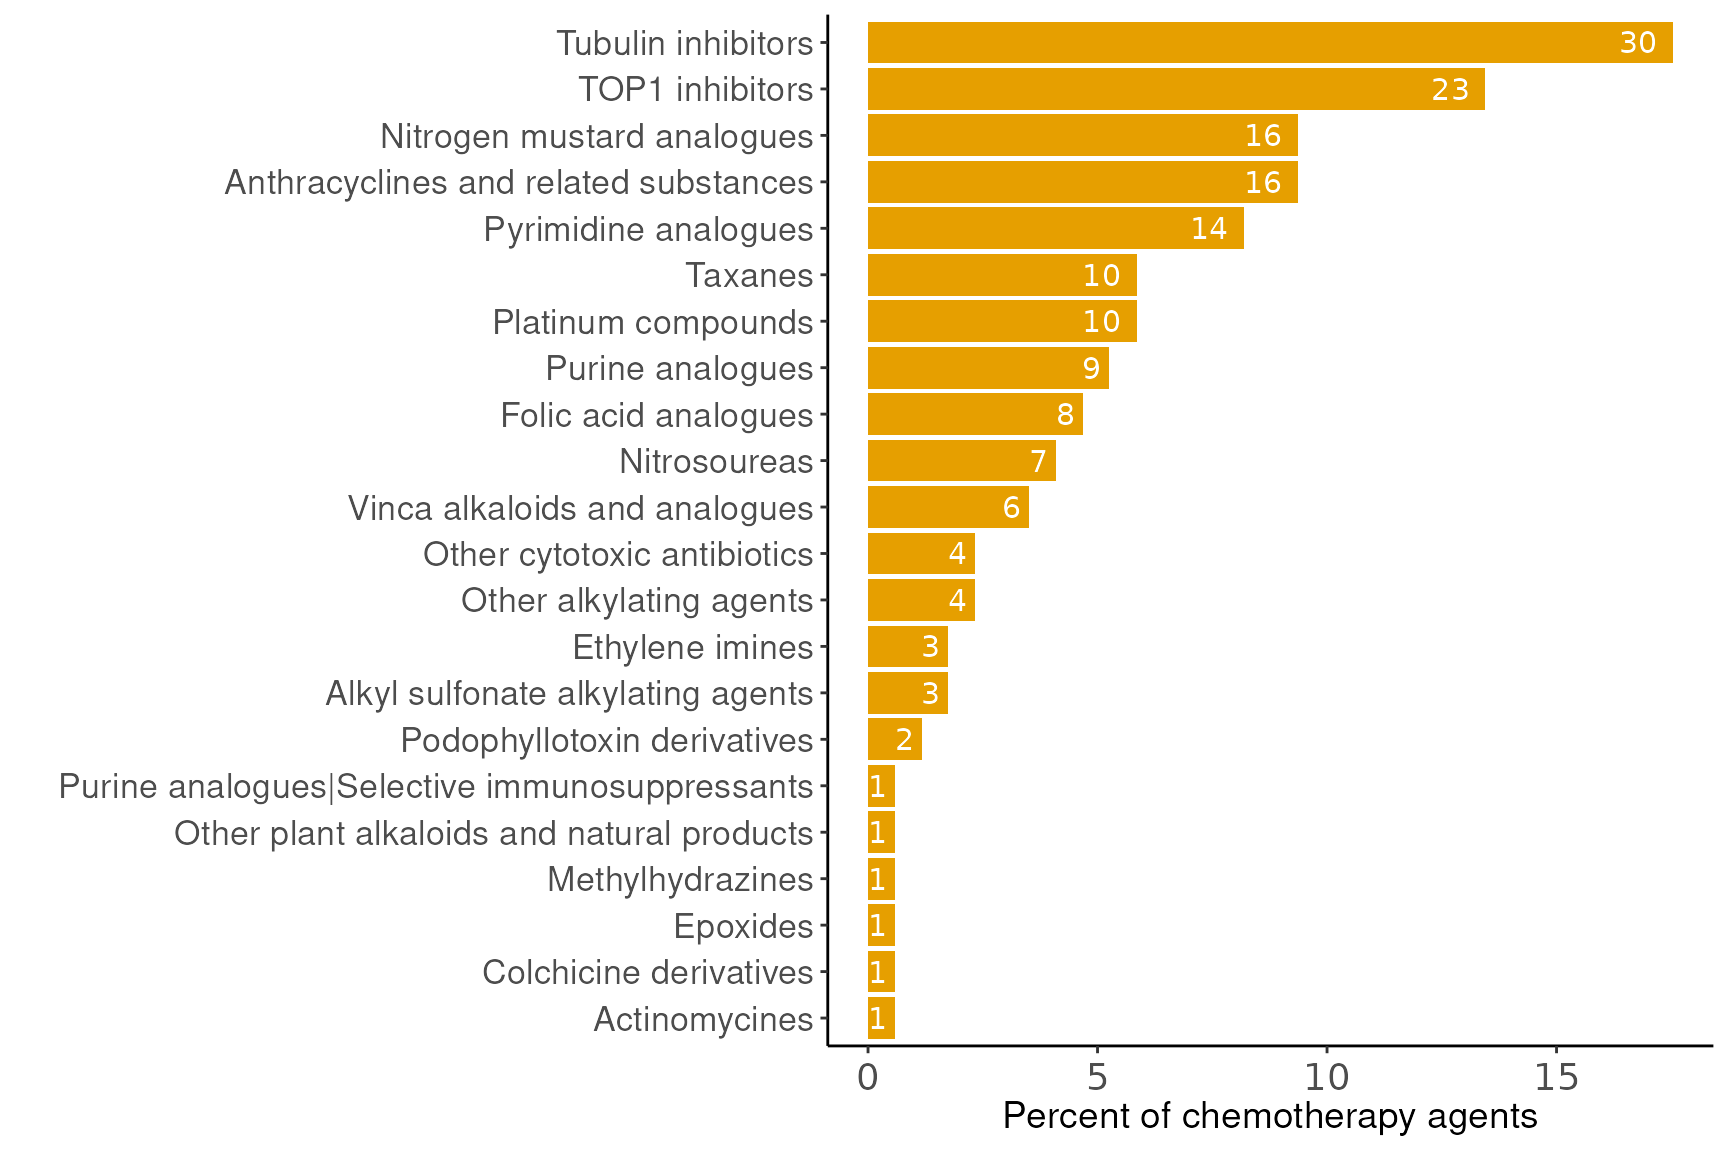 Tubulin inhibitors 30
TOP1 inhibitors 23
Nitrogen mustard analogues 16
Anthracyclines and related substances 16
Pyrimidine analogues 14
Taxanes 10
Platinum compounds 10
Purine analogues 9
Folic acid analogues 8
Nitrosoureas 7
Vinca alkaloids and analogues 6
Other cytotoxic antibiotics 4
Other alkylating agents 4
Ethylene imines 3
Alkyl sulfonate alkylating agents 3
Podophyllotoxin derivatives 2
Purine analogues|Selective immunosuppressants 1
Other plant alkaloids and natural products 1
Methylhydrazines 1
Epoxides 1
Colchicine derivatives 1
Actinomycines 1
0 5 10 15
Percent of chemotherapy agents